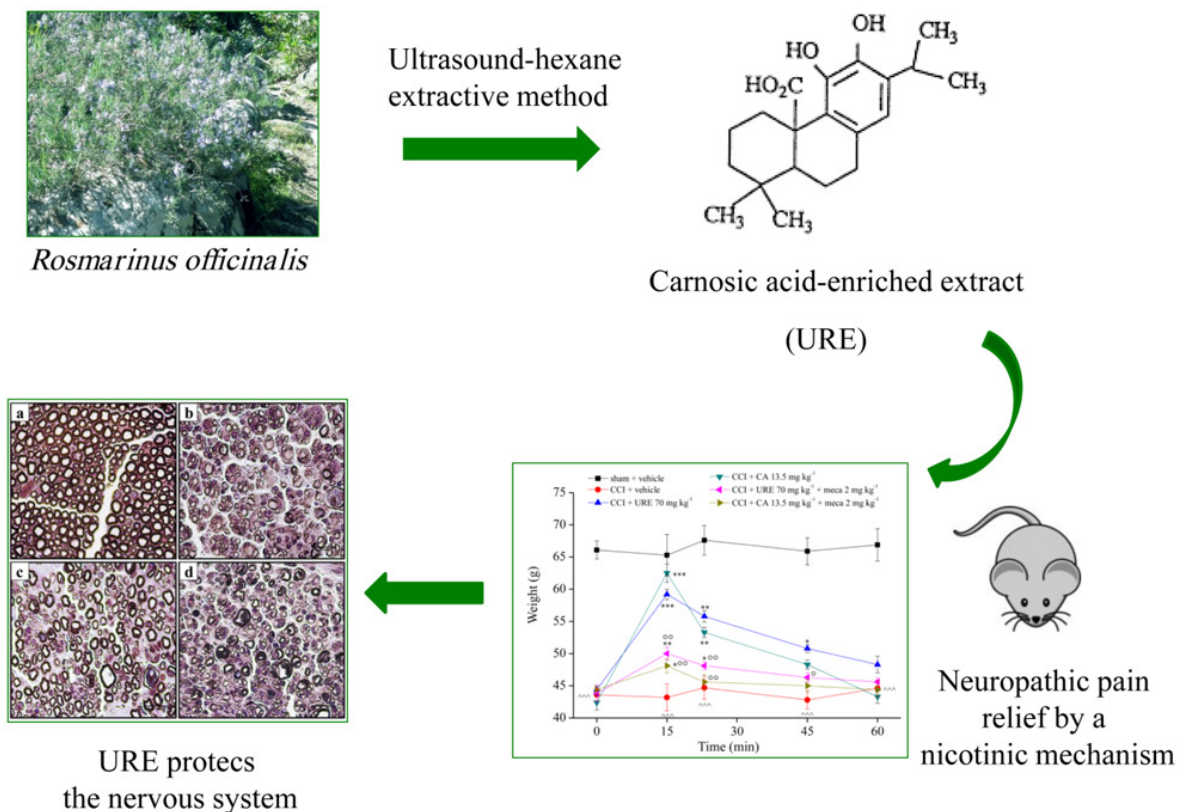 Rosmarinus officinalis
Ultrasound-hexane
extractive method
OH
HO
HO₂C
CH₃
CH₃
CH₃
CH₃
Carnosic acid-enriched extract
(URE)
a
b
c
d
URE protecs
the nervous system
sham + vehicle
CCI + vehicle
CCI + URE 70 mg kg⁻¹
CCI + CA 13.5 mg kg⁻¹
CCI + URE 70 mg kg⁻¹ + meca 2 mg kg⁻¹
CCI + CA 13.5 mg kg⁻¹ + meca 2 mg kg⁻¹
Weight (g)
75
70
65
60
55
50
45
40
***
***
**
**
*
°°
**
*°°
*°°
°°
°
^^^
^^^
^^^
^^^
^^^
0
15
30
45
60
Time (min)
Neuropathic pain
relief by a
nicotinic mechanism